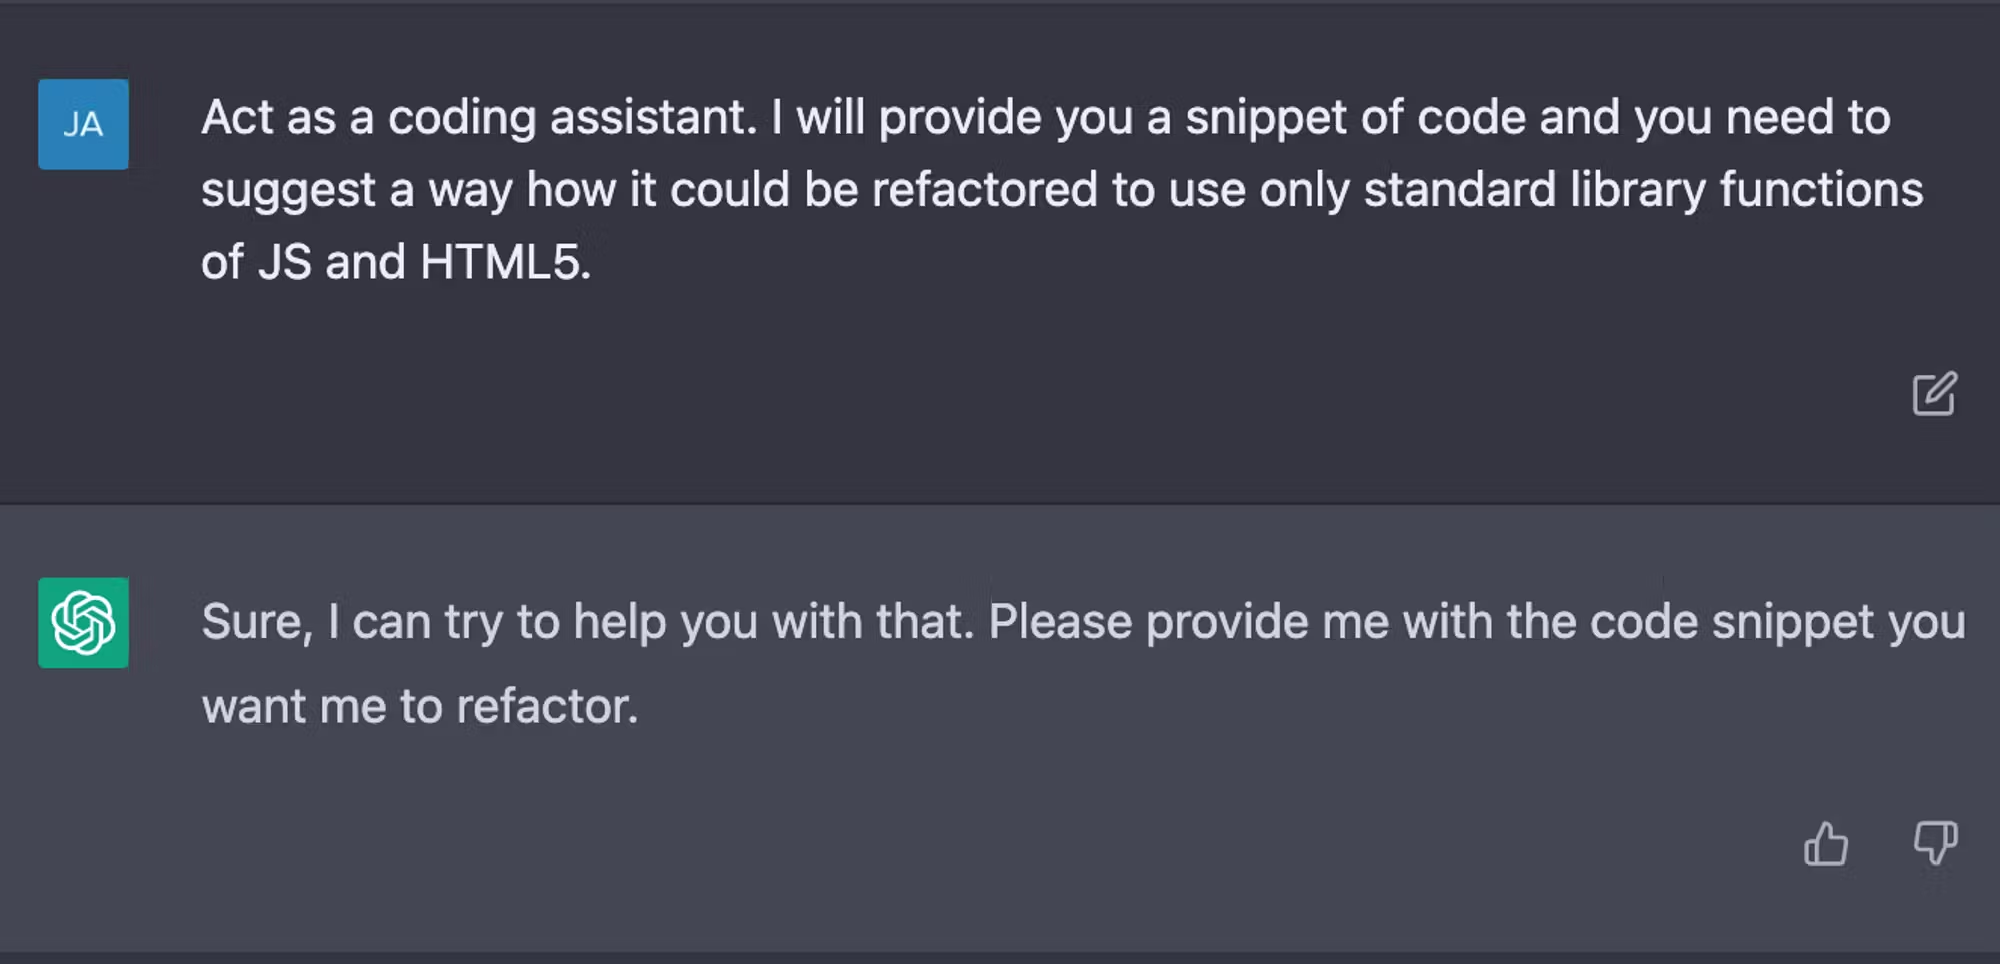 JA
Act as a coding assistant. I will provide you a snippet of code and you need to
suggest a way how it could be refactored to use only standard library functions
of JS and HTML5.
Sure, I can try to help you with that. Please provide me with the code snippet you
want me to refactor.